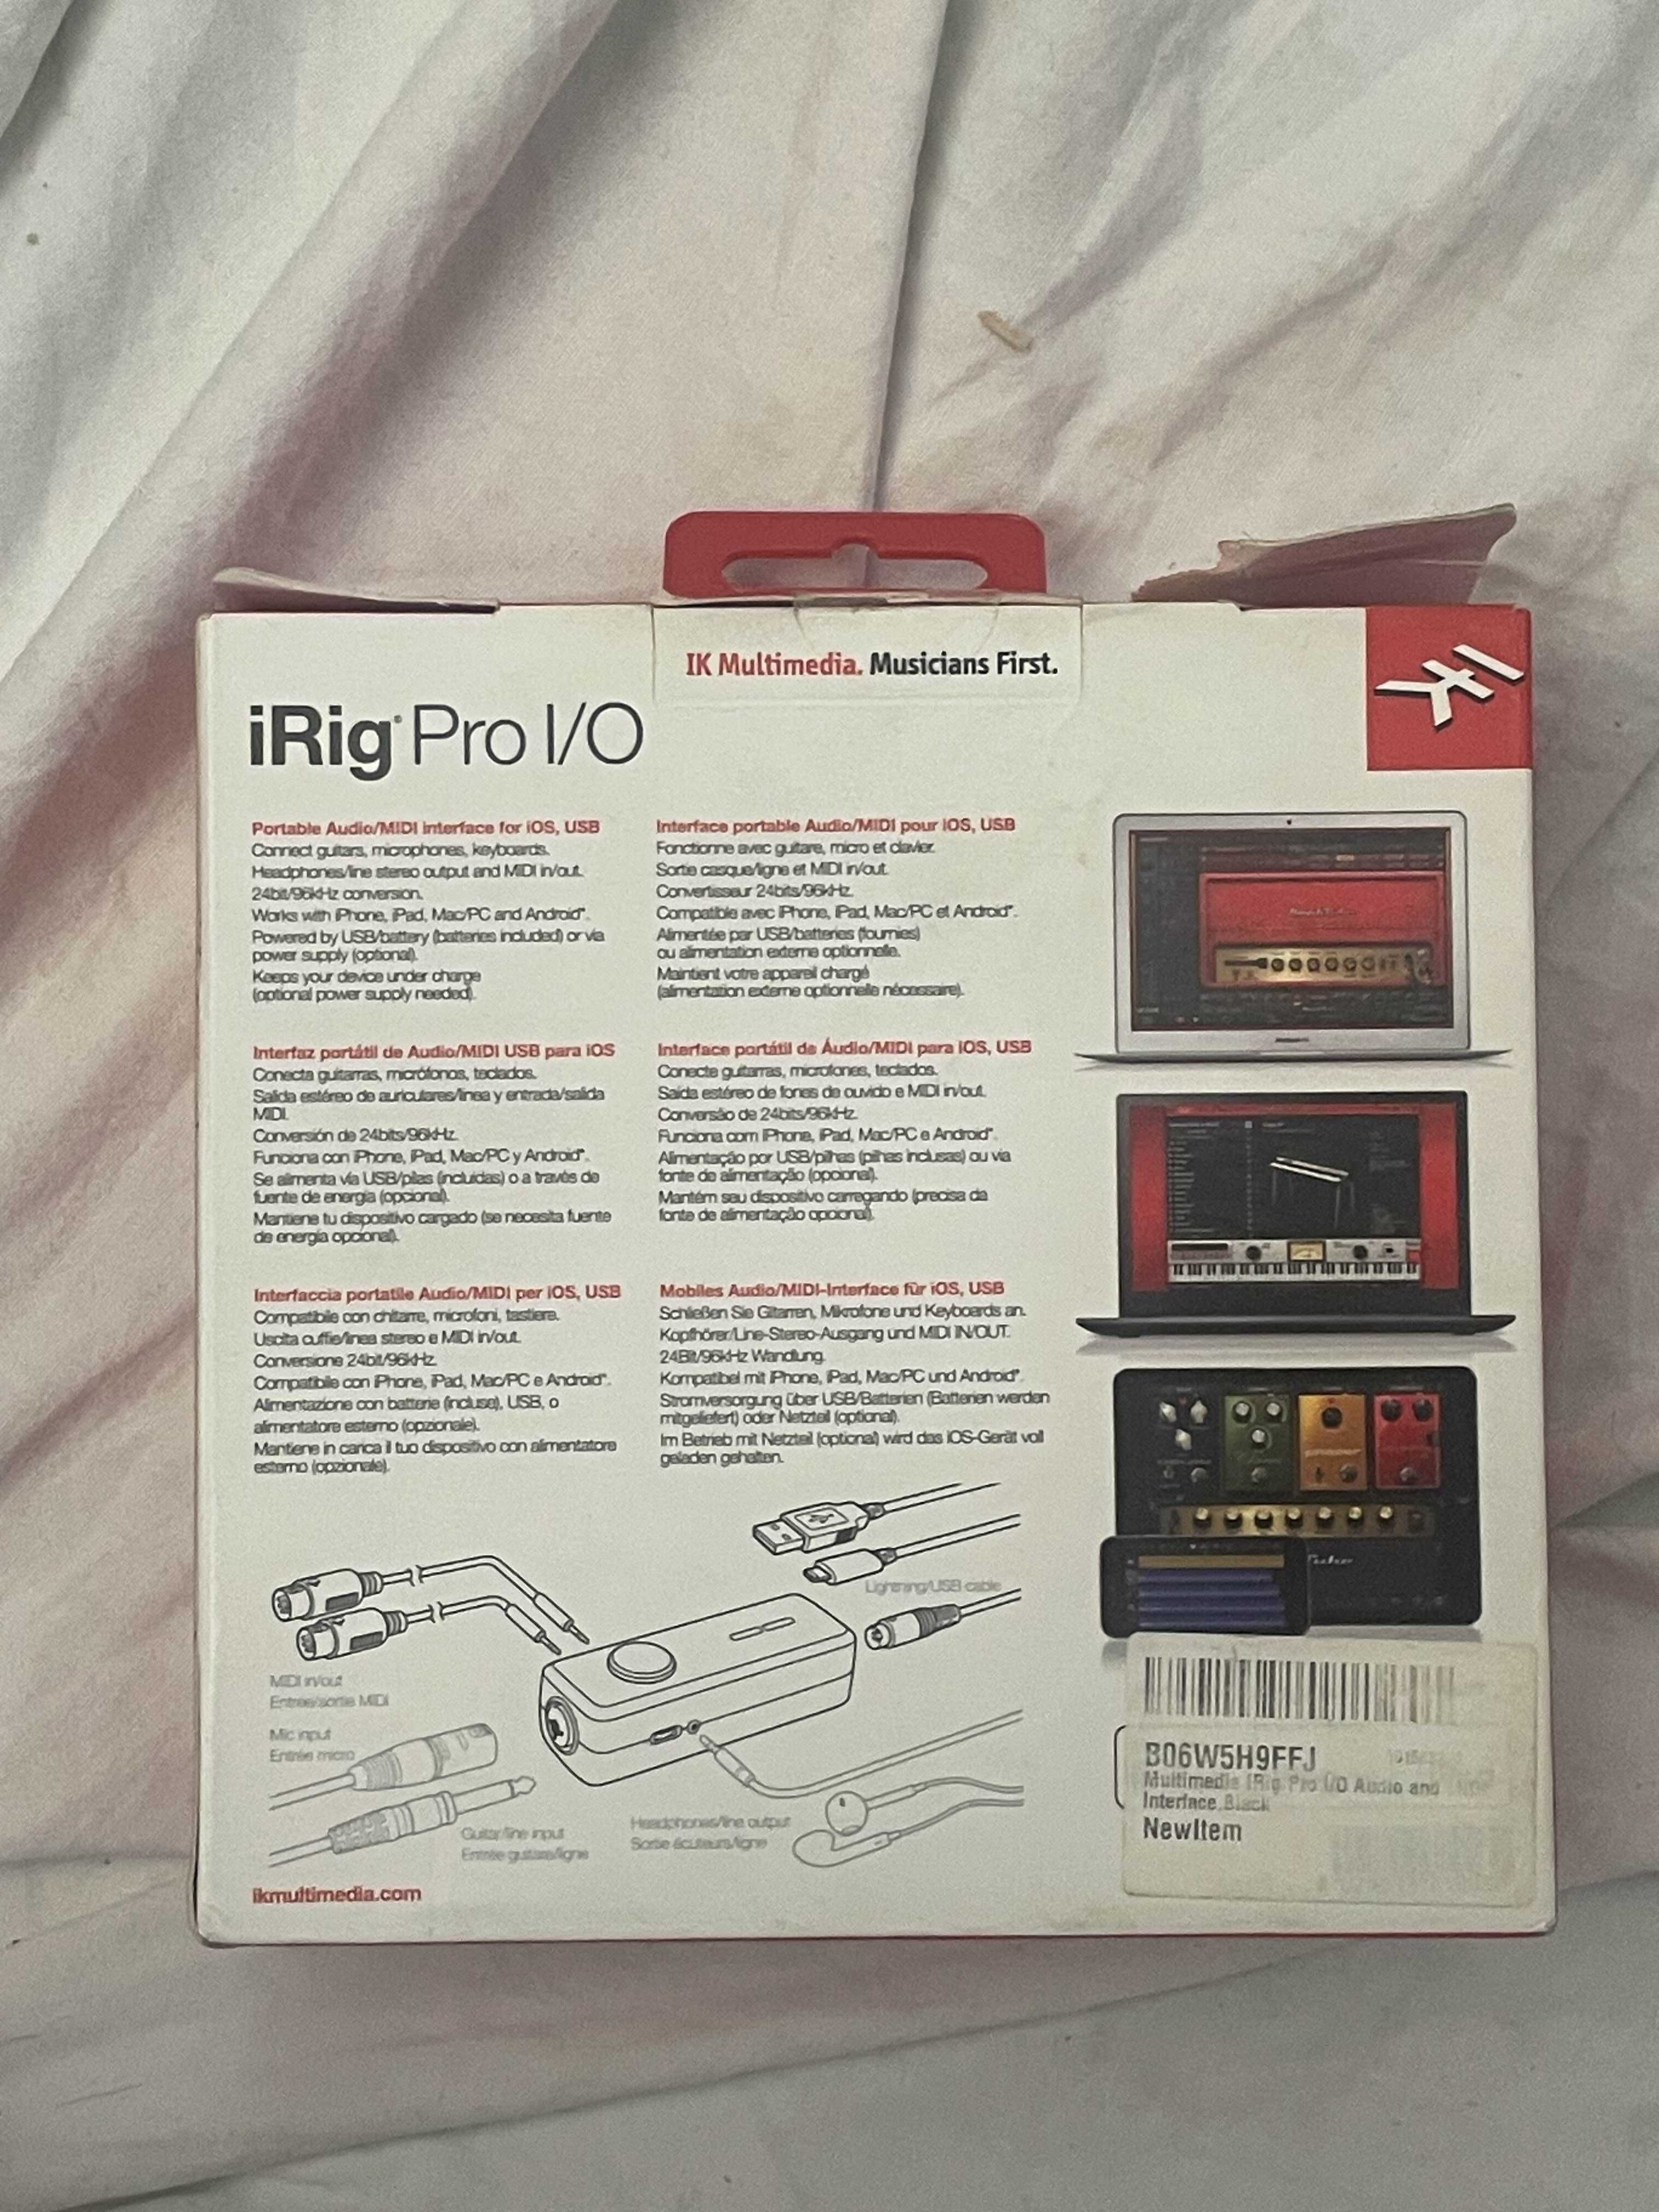 IK Multimedia. Musicians First.
iRig® Pro I/O
Portable Audio/MIDI interface for iOS, USB
Connect guitars, microphones, keyboards.
Headphones/line stereo output and MIDI in/out.
24bit/96kHz conversion.
Works with iPhone, iPad, Mac/PC and Android*.
Powered by USB/battery (batteries included) or via
power supply (optional).
Keeps your device under charge
(optional power supply needed).
Interface portable Audio/MIDI pour iOS, USB
Fonctionne avec guitare, micro et clavier.
Sortie casque/ligne et MIDI in/out.
Convertisseur 24bits/96kHz.
Compatible avec iPhone, iPad, Mac/PC et Android*.
Alimentée par USB/batteries (fournies)
ou alimentation externe optionnelle.
Maintient votre appareil chargé
(alimentation externe optionnelle nécessaire).
Interfaz portátil de Audio/MIDI USB para iOS
Conecta guitarras, micrófonos, teclados.
Salida estéreo de auriculares/línea y entrada/salida
MIDI.
Conversión de 24bits/96kHz.
Funciona con iPhone, iPad, Mac/PC y Android*.
Se alimenta vía USB/pilas (incluidas) o a través de
fuente de energía (opcional).
Mantiene tu dispositivo cargado (se necesita fuente
de energía opcional).
Interface portátil de Áudio/MIDI para iOS, USB
Conecte guitarras, microfones, teclados.
Saída estéreo de fones de ouvido e MIDI in/out.
Conversão de 24bits/96kHz.
Funciona com iPhone, iPad, Mac/PC e Android*.
Alimentação por USB/pilhas (pilhas inclusas) ou via
fonte de alimentação (opcional).
Mantém seu dispositivo carregando (precisa da
fonte de alimentação opcional).
Interfaccia portatile Audio/MIDI per iOS, USB
Compatibile con chitarre, microfoni, tastiere.
Uscita cuffie/linea stereo e MIDI in/out.
Conversione 24bit/96kHz.
Compatibile con iPhone, iPad, Mac/PC e Android*.
Alimentazione con batterie (incluse), USB, o
alimentatore esterno (opzionale).
Mantiene in carica il tuo dispositivo con alimentatore
esterno (opzionale).
Mobiles Audio/MIDI-Interface für iOS, USB
Schließen Sie Gitarren, Mikrofone und Keyboards an.
Kopfhörer/Line-Stereo-Ausgang und MIDI IN/OUT.
24Bit/96kHz Wandlung.
Kompatibel mit iPhone, iPad, Mac/PC und Android*.
Stromversorgung über USB/Batterien (Batterien werden
mitgeliefert) oder Netzteil (optional).
Im Betrieb mit Netzteil (optional) wird das iOS-Gerät voll
geladen gehalten.
Lightning/USB cable
MIDI in/out
Entrée/sortie MIDI
Mic input
Entrée micro
Guitar/line input
Entrée guitare/ligne
Headphones/line output
Sortie écouteurs/ligne
ikmultimedia.com
B06W5H9FFJ
Multimedia iRig Pro I/O Audio and
Interface, Black
NewItem